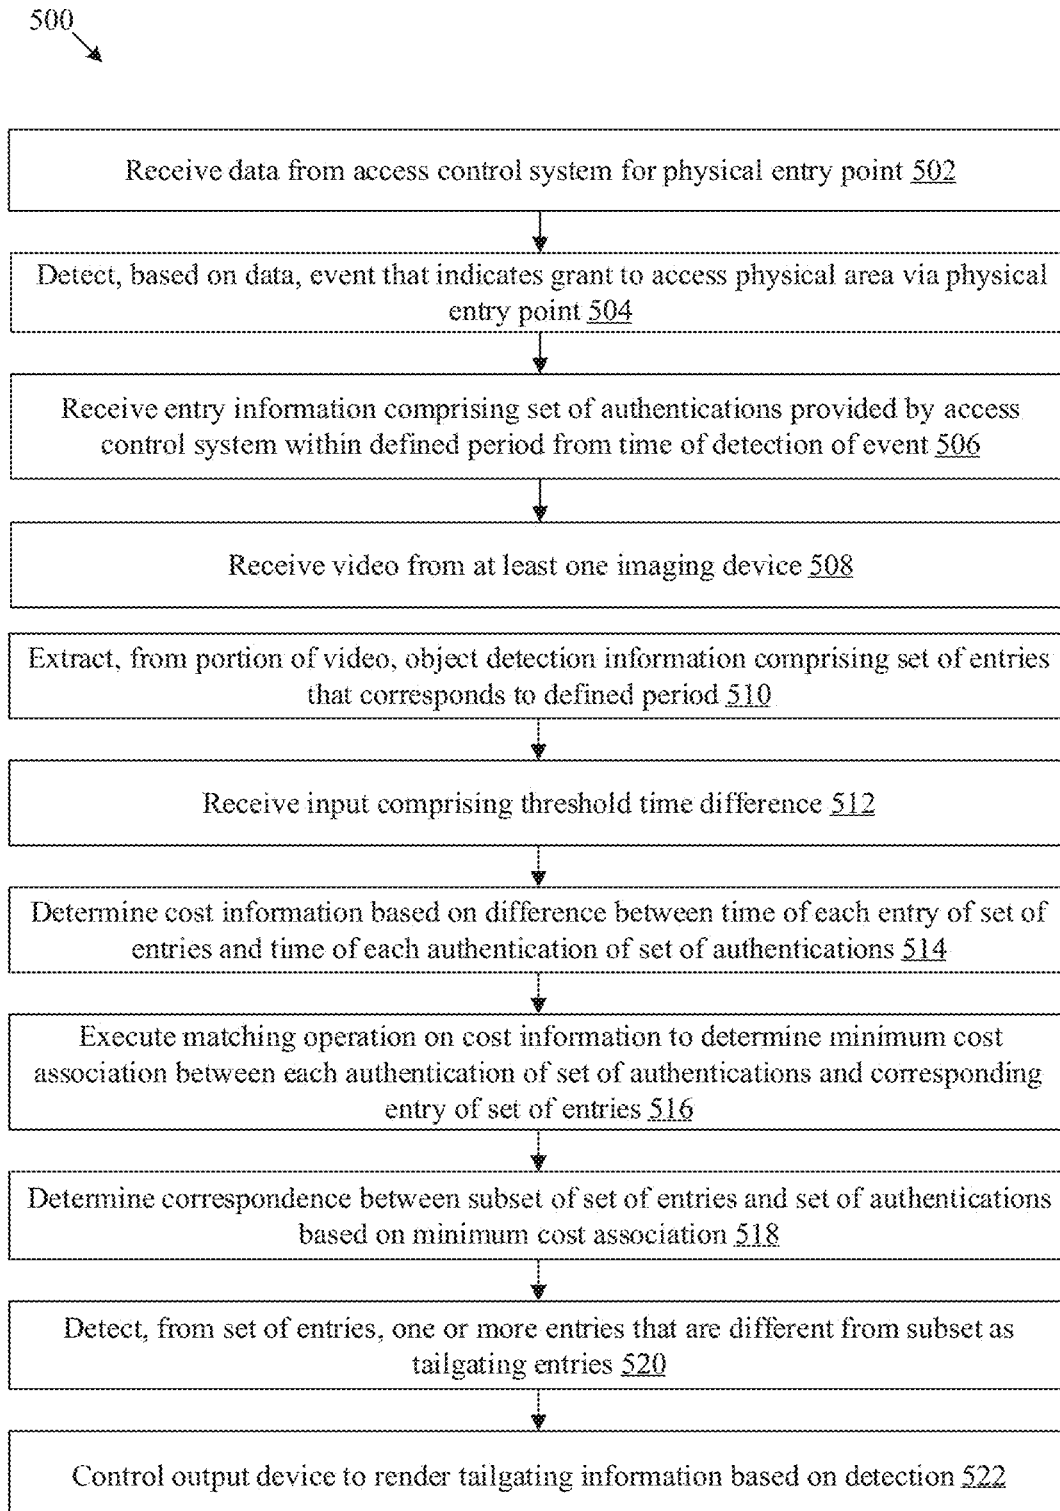 500
Receive data from access control system for physical entry point 502
Detect, based on data, event that indicates grant to access physical area via physical
entry point 504
Receive entry information comprising set of authentications provided by access
control system within defined period from time of detection of event 506
Receive video from at least one imaging device 508
Extract, from portion of video, object detection information comprising set of entries
that corresponds to defined period 510
Receive input comprising threshold time difference 512
Determine cost information based on difference between time of each entry of set of
entries and time of each authentication of set of authentications 514
Execute matching operation on cost information to determine minimum cost
association between each authentication of set of authentications and corresponding
entry of set of entries 516
Determine correspondence between subset of set of entries and set of authentications
based on minimum cost association 518
Detect, from set of entries, one or more entries that are different from subset as
tailgating entries 520
Control output device to render tailgating information based on detection 522